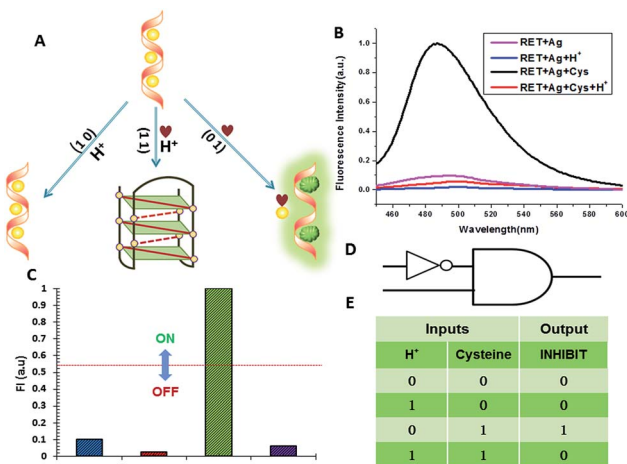 A
(1 0)
H+
(1 1)
H+
(0 1)
B
Fluorescence Intensity (a.u.)
1.0
0.8
0.6
0.4
0.2
0.0
RET+Ag
RET+Ag+H+
RET+Ag+Cys
RET+Ag+Cys+H+
460 480 500 520 540 560 580 600
Wavelength(nm)
C
FI (a.u)
1
0.9
0.8
0.7
0.6
0.5
0.4
0.3
0.2
0.1
0
ON
OFF
D
E
Inputs Output
H+ Cysteine INHIBIT
0 0 0
1 0 0
0 1 1
1 1 0